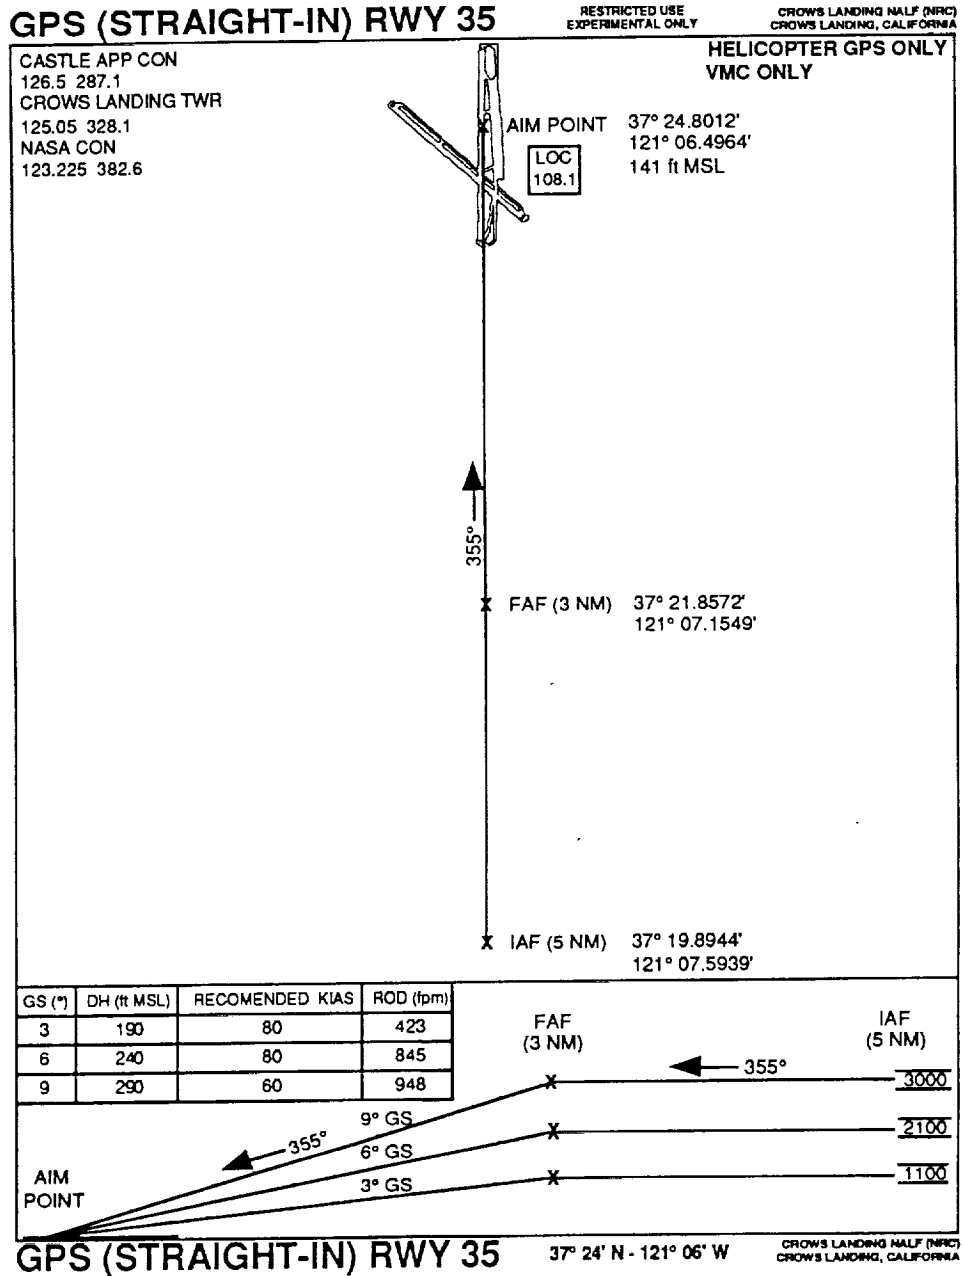 GPS (STRAIGHT-IN) RWY 35
RESTRICTED USE
EXPERIMENTAL ONLY
CROWS LANDING NALF (NRC)
CROWS LANDING, CALIFORNIA
CASTLE APP CON
126.5 287.1
CROWS LANDING TWR
125.05 328.1
NASA CON
123.225 382.6
HELICOPTER GPS ONLY
VMC ONLY
AIM POINT 37° 24.8012'
121° 06.4964'
141 ft MSL
LOC
108.1
355°
FAF (3 NM) 37° 21.8572'
121° 07.1549'
IAF (5 NM) 37° 19.8944'
121° 07.5939'
GS (°) DH (ft MSL) RECOMENDED KIAS ROD (fpm)
3 190 80 423
6 240 80 845
9 290 60 948
FAF
(3 NM)
IAF
(5 NM)
355°
3000
2100
1100
9° GS
355°
6° GS
3° GS
AIM
POINT
GPS (STRAIGHT-IN) RWY 35
37° 24' N - 121° 06' W
CROWS LANDING NALF (NRC)
CROWS LANDING, CALIFORNIA